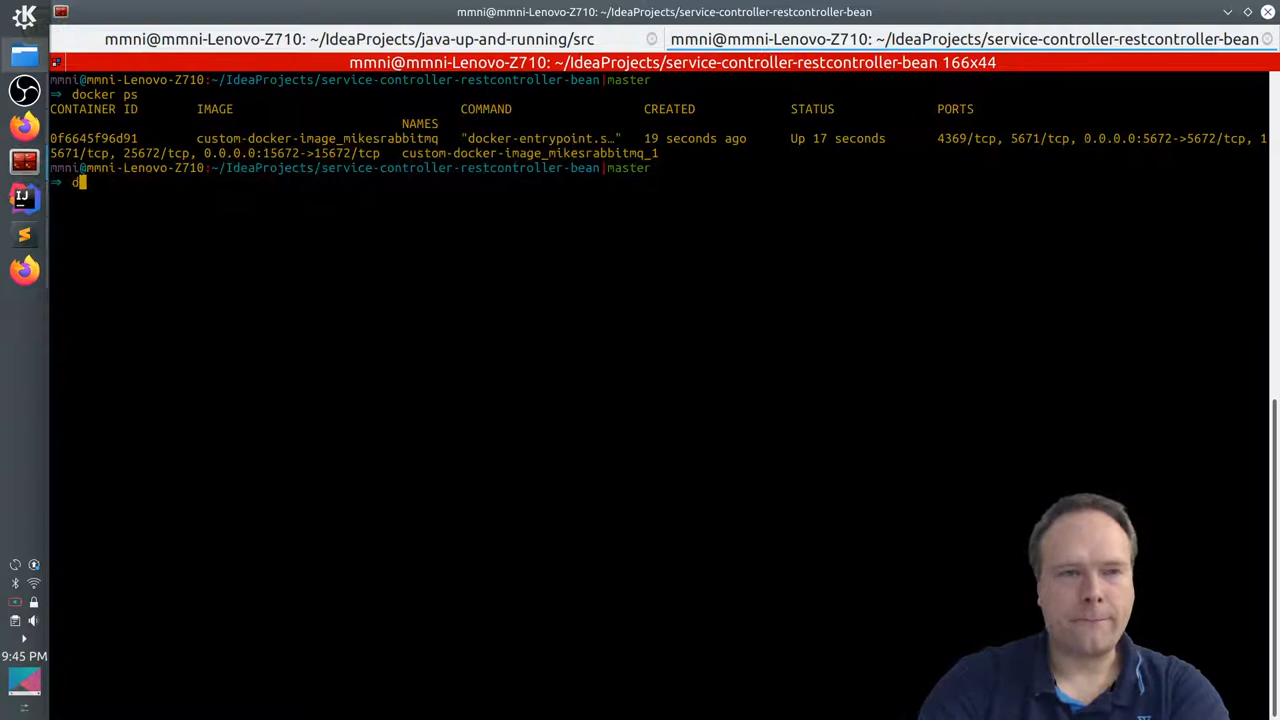 mmni@mmni-Lenovo-Z710: ~/IdeaProjects/service-controller-restcontroller-bean
mmni@mmni-Lenovo-Z710: ~/IdeaProjects/java-up-and-running/src
mmni@mmni-Lenovo-Z710: ~/IdeaProjects/service-controller-restcontroller-bean
mmni@mmni-Lenovo-Z710: ~/IdeaProjects/service-controller-restcontroller-bean 166x44
mmni@mmni-Lenovo-Z710:~/IdeaProjects/service-controller-restcontroller-bean|master
⇒ docker ps
CONTAINER ID IMAGE COMMAND CREATED STATUS PORTS
NAMES
0f6645f96d91 custom-docker-image_mikesrabbitmq "docker-entrypoint.s…" 19 seconds ago Up 17 seconds 4369/tcp, 5671/tcp, 0.0.0.0:5672->5672/tcp, 1
5671/tcp, 25672/tcp, 0.0.0.0:15672->15672/tcp custom-docker-image_mikesrabbitmq_1
mmni@mmni-Lenovo-Z710:~/IdeaProjects/service-controller-restcontroller-bean|master
⇒ d
IJ
9:45 PM